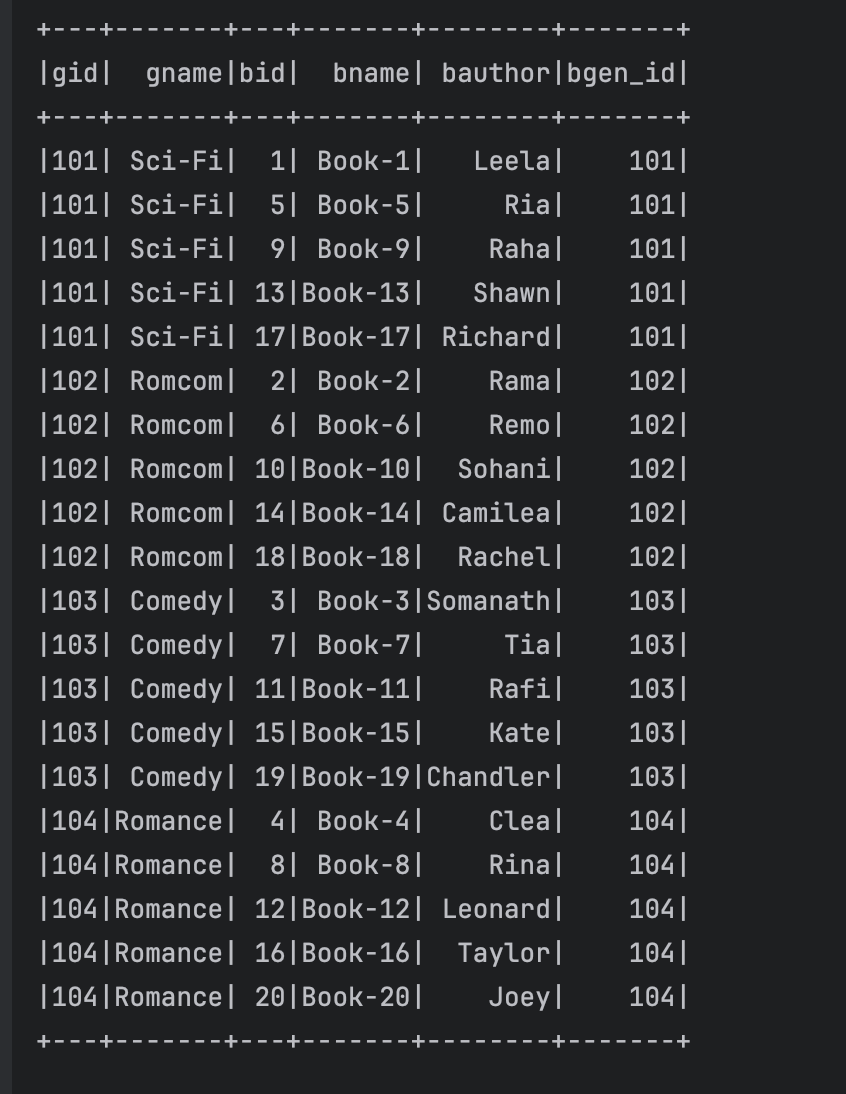 +---+-------+---+-------+--------+-------+
|gid|  gname|bid|  bname| bauthor|bgen_id|
+---+-------+---+-------+--------+-------+
|101| Sci-Fi|  1| Book-1|   Leela|    101|
|101| Sci-Fi|  5| Book-5|     Ria|    101|
|101| Sci-Fi|  9| Book-9|    Raha|    101|
|101| Sci-Fi| 13|Book-13|   Shawn|    101|
|101| Sci-Fi| 17|Book-17| Richard|    101|
|102| Romcom|  2| Book-2|    Rama|    102|
|102| Romcom|  6| Book-6|    Remo|    102|
|102| Romcom| 10|Book-10|  Sohani|    102|
|102| Romcom| 14|Book-14| Camilea|    102|
|102| Romcom| 18|Book-18|  Rachel|    102|
|103| Comedy|  3| Book-3|Somanath|    103|
|103| Comedy|  7| Book-7|     Tia|    103|
|103| Comedy| 11|Book-11|    Rafi|    103|
|103| Comedy| 15|Book-15|    Kate|    103|
|103| Comedy| 19|Book-19|Chandler|    103|
|104|Romance|  4| Book-4|    Clea|    104|
|104|Romance|  8| Book-8|    Rina|    104|
|104|Romance| 12|Book-12| Leonard|    104|
|104|Romance| 16|Book-16|  Taylor|    104|
|104|Romance| 20|Book-20|    Joey|    104|
+---+-------+---+-------+--------+-------+